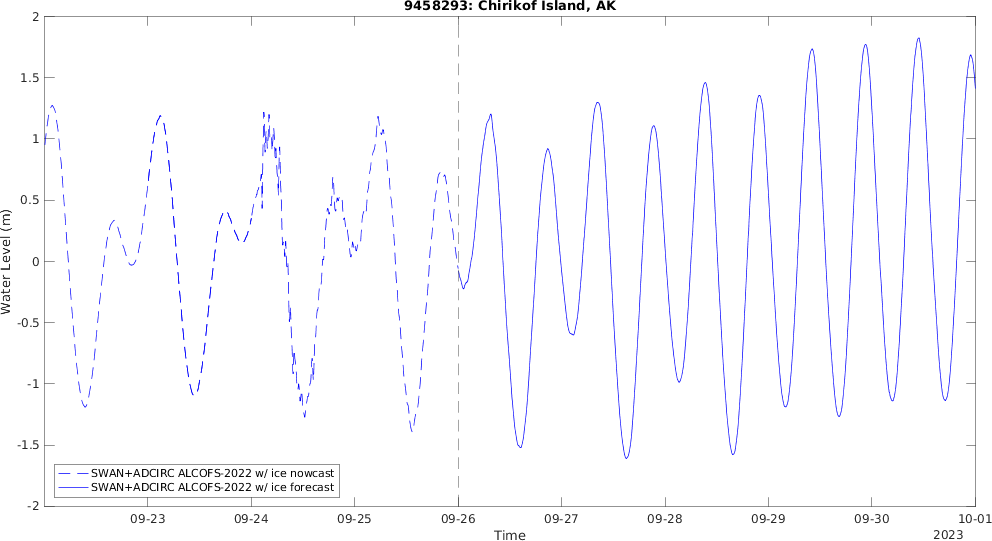 9458293: Chirikof Island, AK
2
1.5
1
0.5
0
-0.5
-1
-1.5
-2
Water Level (m)
SWAN+ADCIRC ALCOFS-2022 w/ ice nowcast
SWAN+ADCIRC ALCOFS-2022 w/ ice forecast
09-23 09-24 09-25 09-26 09-27 09-28 09-29 09-30 10-01
Time
2023